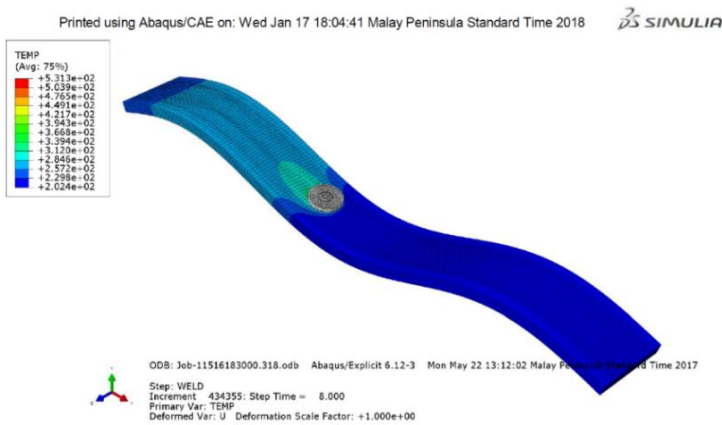 Printed using Abaqus/CAE on: Wed Jan 17 18:04:41 Malay Peninsula Standard Time 2018
SIMULIA
TEMP
(Avg: 75%)
+5.313e+02
+5.039e+02
+4.765e+02
+4.491e+02
+4.217e+02
+3.943e+02
+3.668e+02
+3.394e+02
+3.120e+02
+2.846e+02
+2.572e+02
+2.298e+02
+2.024e+02
ODB: Job-11516183000.318.odb Abaqus/Explicit 6.12-3 Mon May 22 13:12:02 Malay Peninsula Standard Time 2017
Step: WELD
Increment 434355: Step Time = 8.000
Primary Var: TEMP
Deformed Var: U Deformation Scale Factor: +1.000e+00